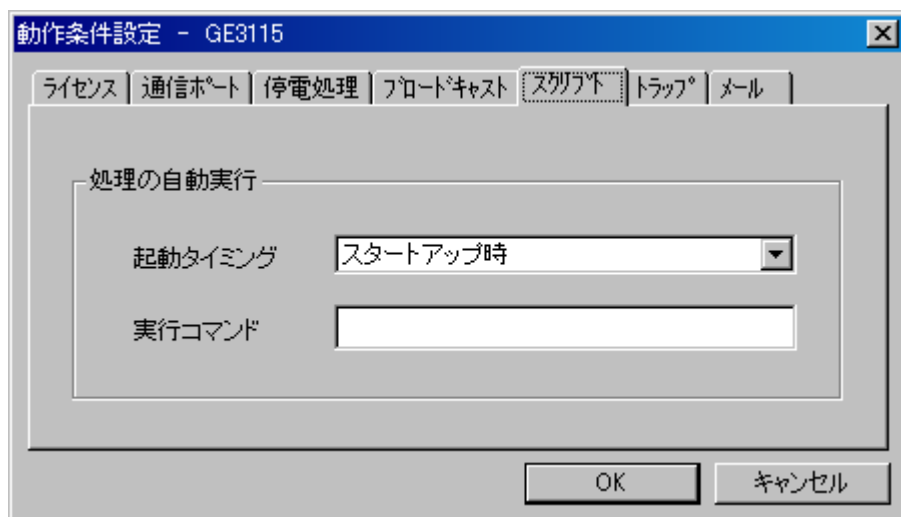 動作条件設定 - GE3115
ライセンス 通信ﾎﾟｰﾄ 停電処理 ﾌﾞﾛｰﾄﾞｷｬｽﾄ ｽｸﾘﾌﾟﾄ ﾄﾗｯﾌﾟ ﾒｰﾙ
処理の自動実行
起動タイミング スタートアップ時
実行コマンド
OK キャンセル